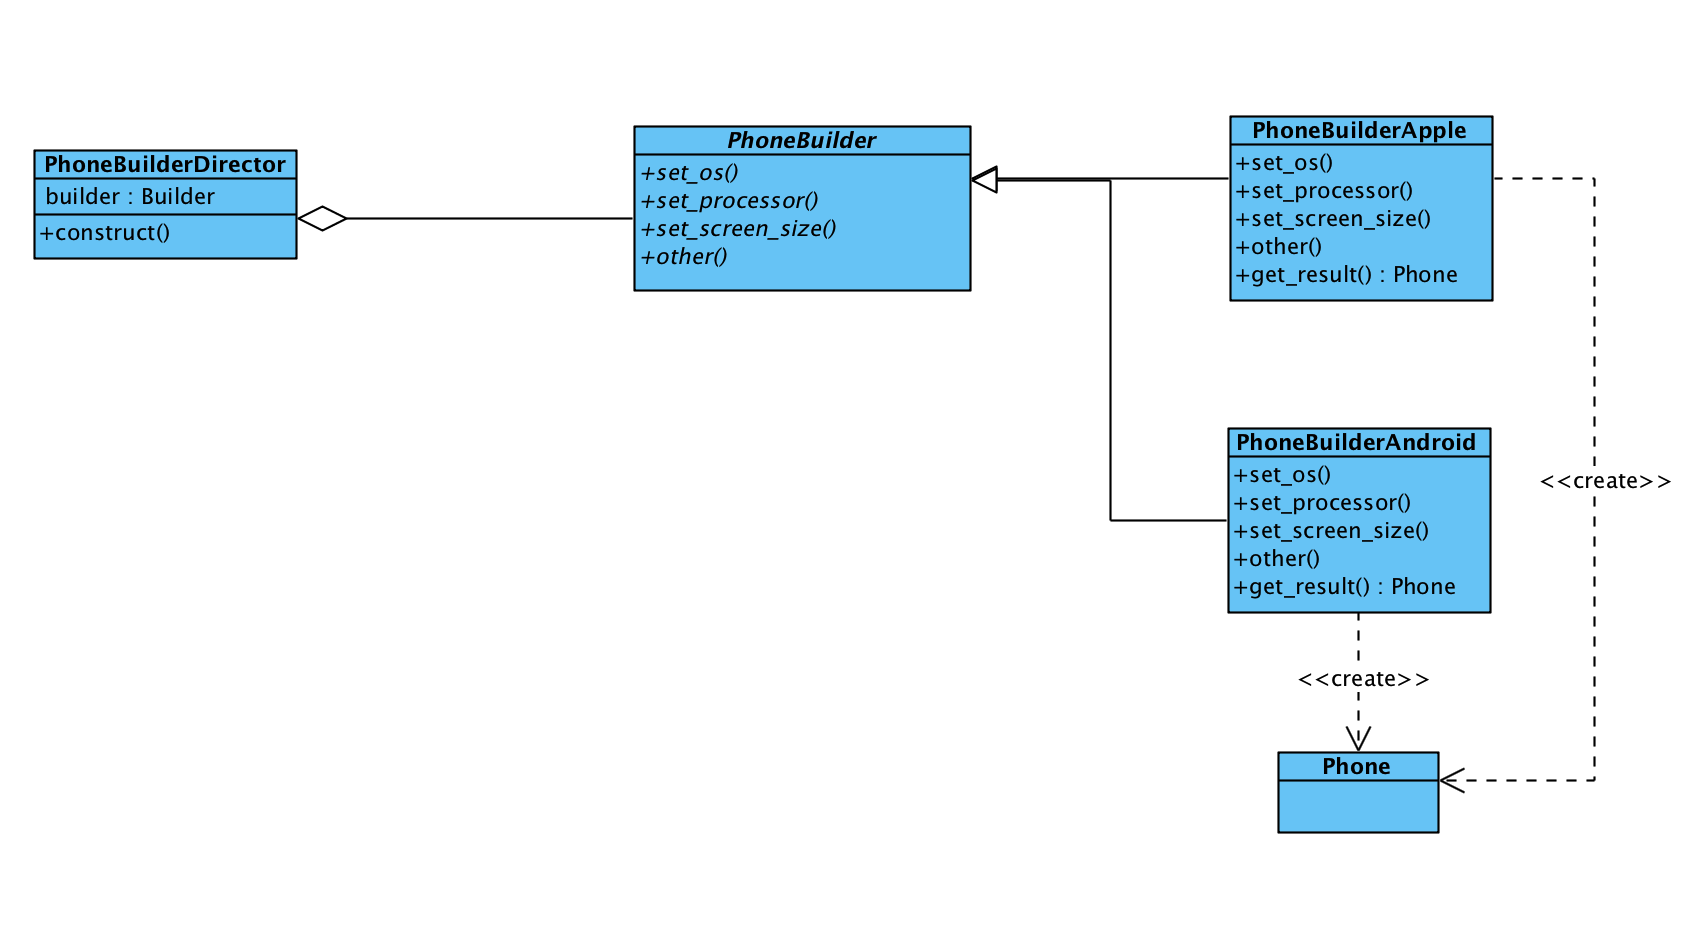 PhoneBuilderDirector
builder : Builder
+construct()
PhoneBuilder
+set_os()
+set_processor()
+set_screen_size()
+other()
PhoneBuilderApple
+set_os()
+set_processor()
+set_screen_size()
+other()
+get_result() : Phone
PhoneBuilderAndroid
+set_os()
+set_processor()
+set_screen_size()
+other()
+get_result() : Phone
<<create>>
<<create>>
Phone